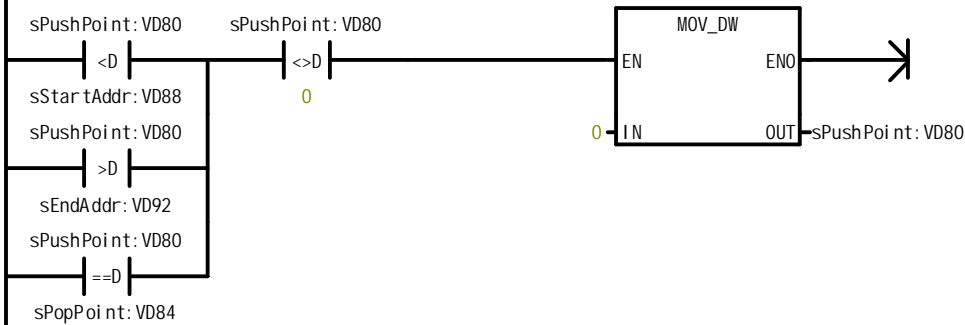 sPushPoint:VD80 sPushPoint:VD80 MOV_DW
<D <>D EN ENO
sStartAddr:VD88 0
sPushPoint:VD80 0 IN OUT sPushPoint:VD80
>D
sEndAddr:VD92
sPushPoint:VD80
==D
sPopPoint:VD84